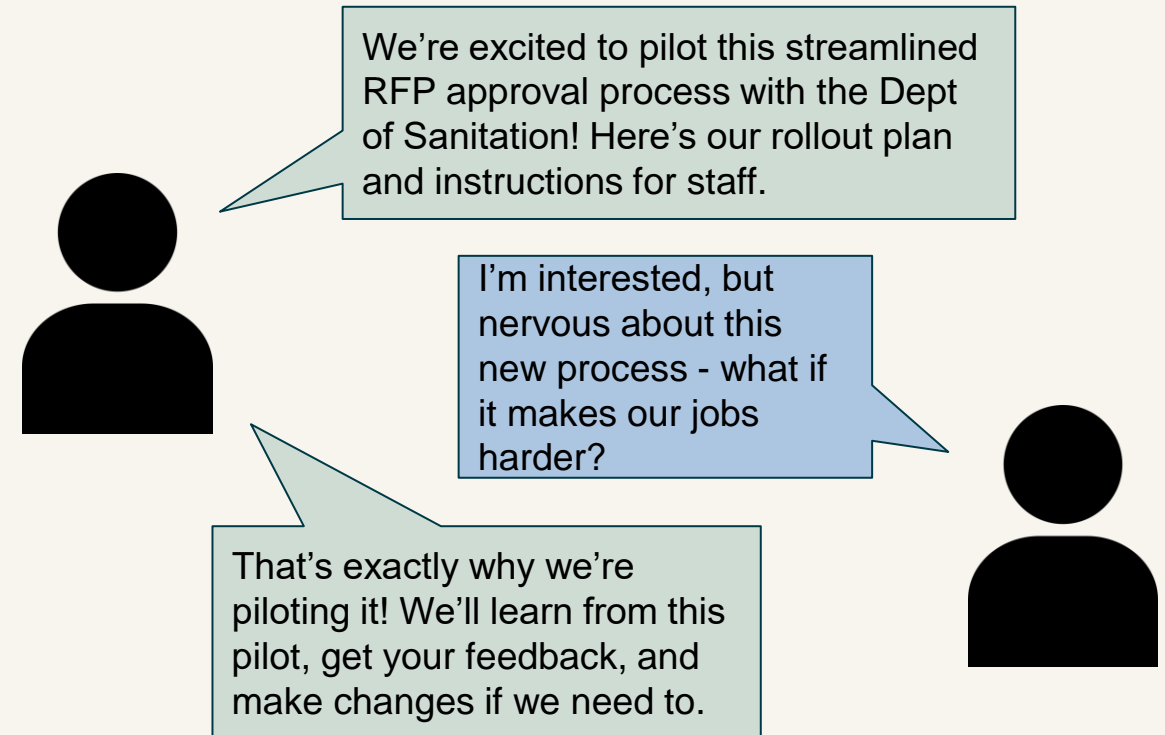 We’re excited to pilot this streamlined
RFP approval process with the Dept
of Sanitation! Here’s our rollout plan
and instructions for staff.
I’m interested, but
nervous about this
new process - what if
it makes our jobs
harder?
That’s exactly why we’re
piloting it! We’ll learn from this
pilot, get your feedback, and
make changes if we need to.